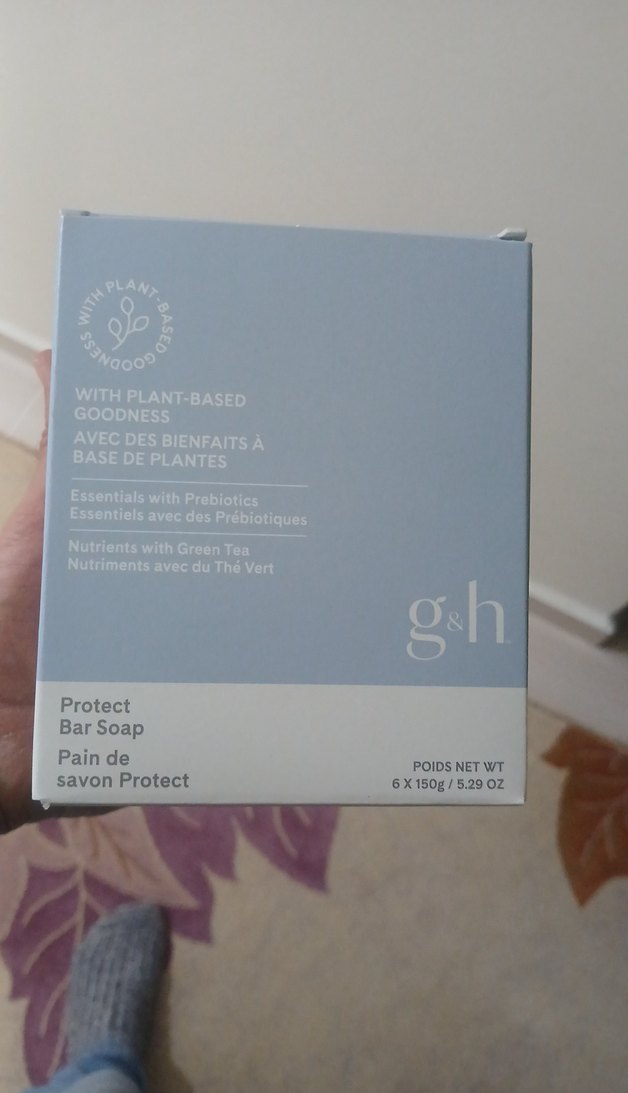 WITH PLANT-BASED GOODNESS
WITH PLANT-BASED
GOODNESS
AVEC DES BIENFAITS À
BASE DE PLANTES
Essentials with Prebiotics
Essentiels avec des Prébiotiques
Nutrients with Green Tea
Nutriments avec du Thé Vert
g&h
Protect
Bar Soap
Pain de
savon Protect
POIDS NET WT
6 X 150g / 5.29 OZ